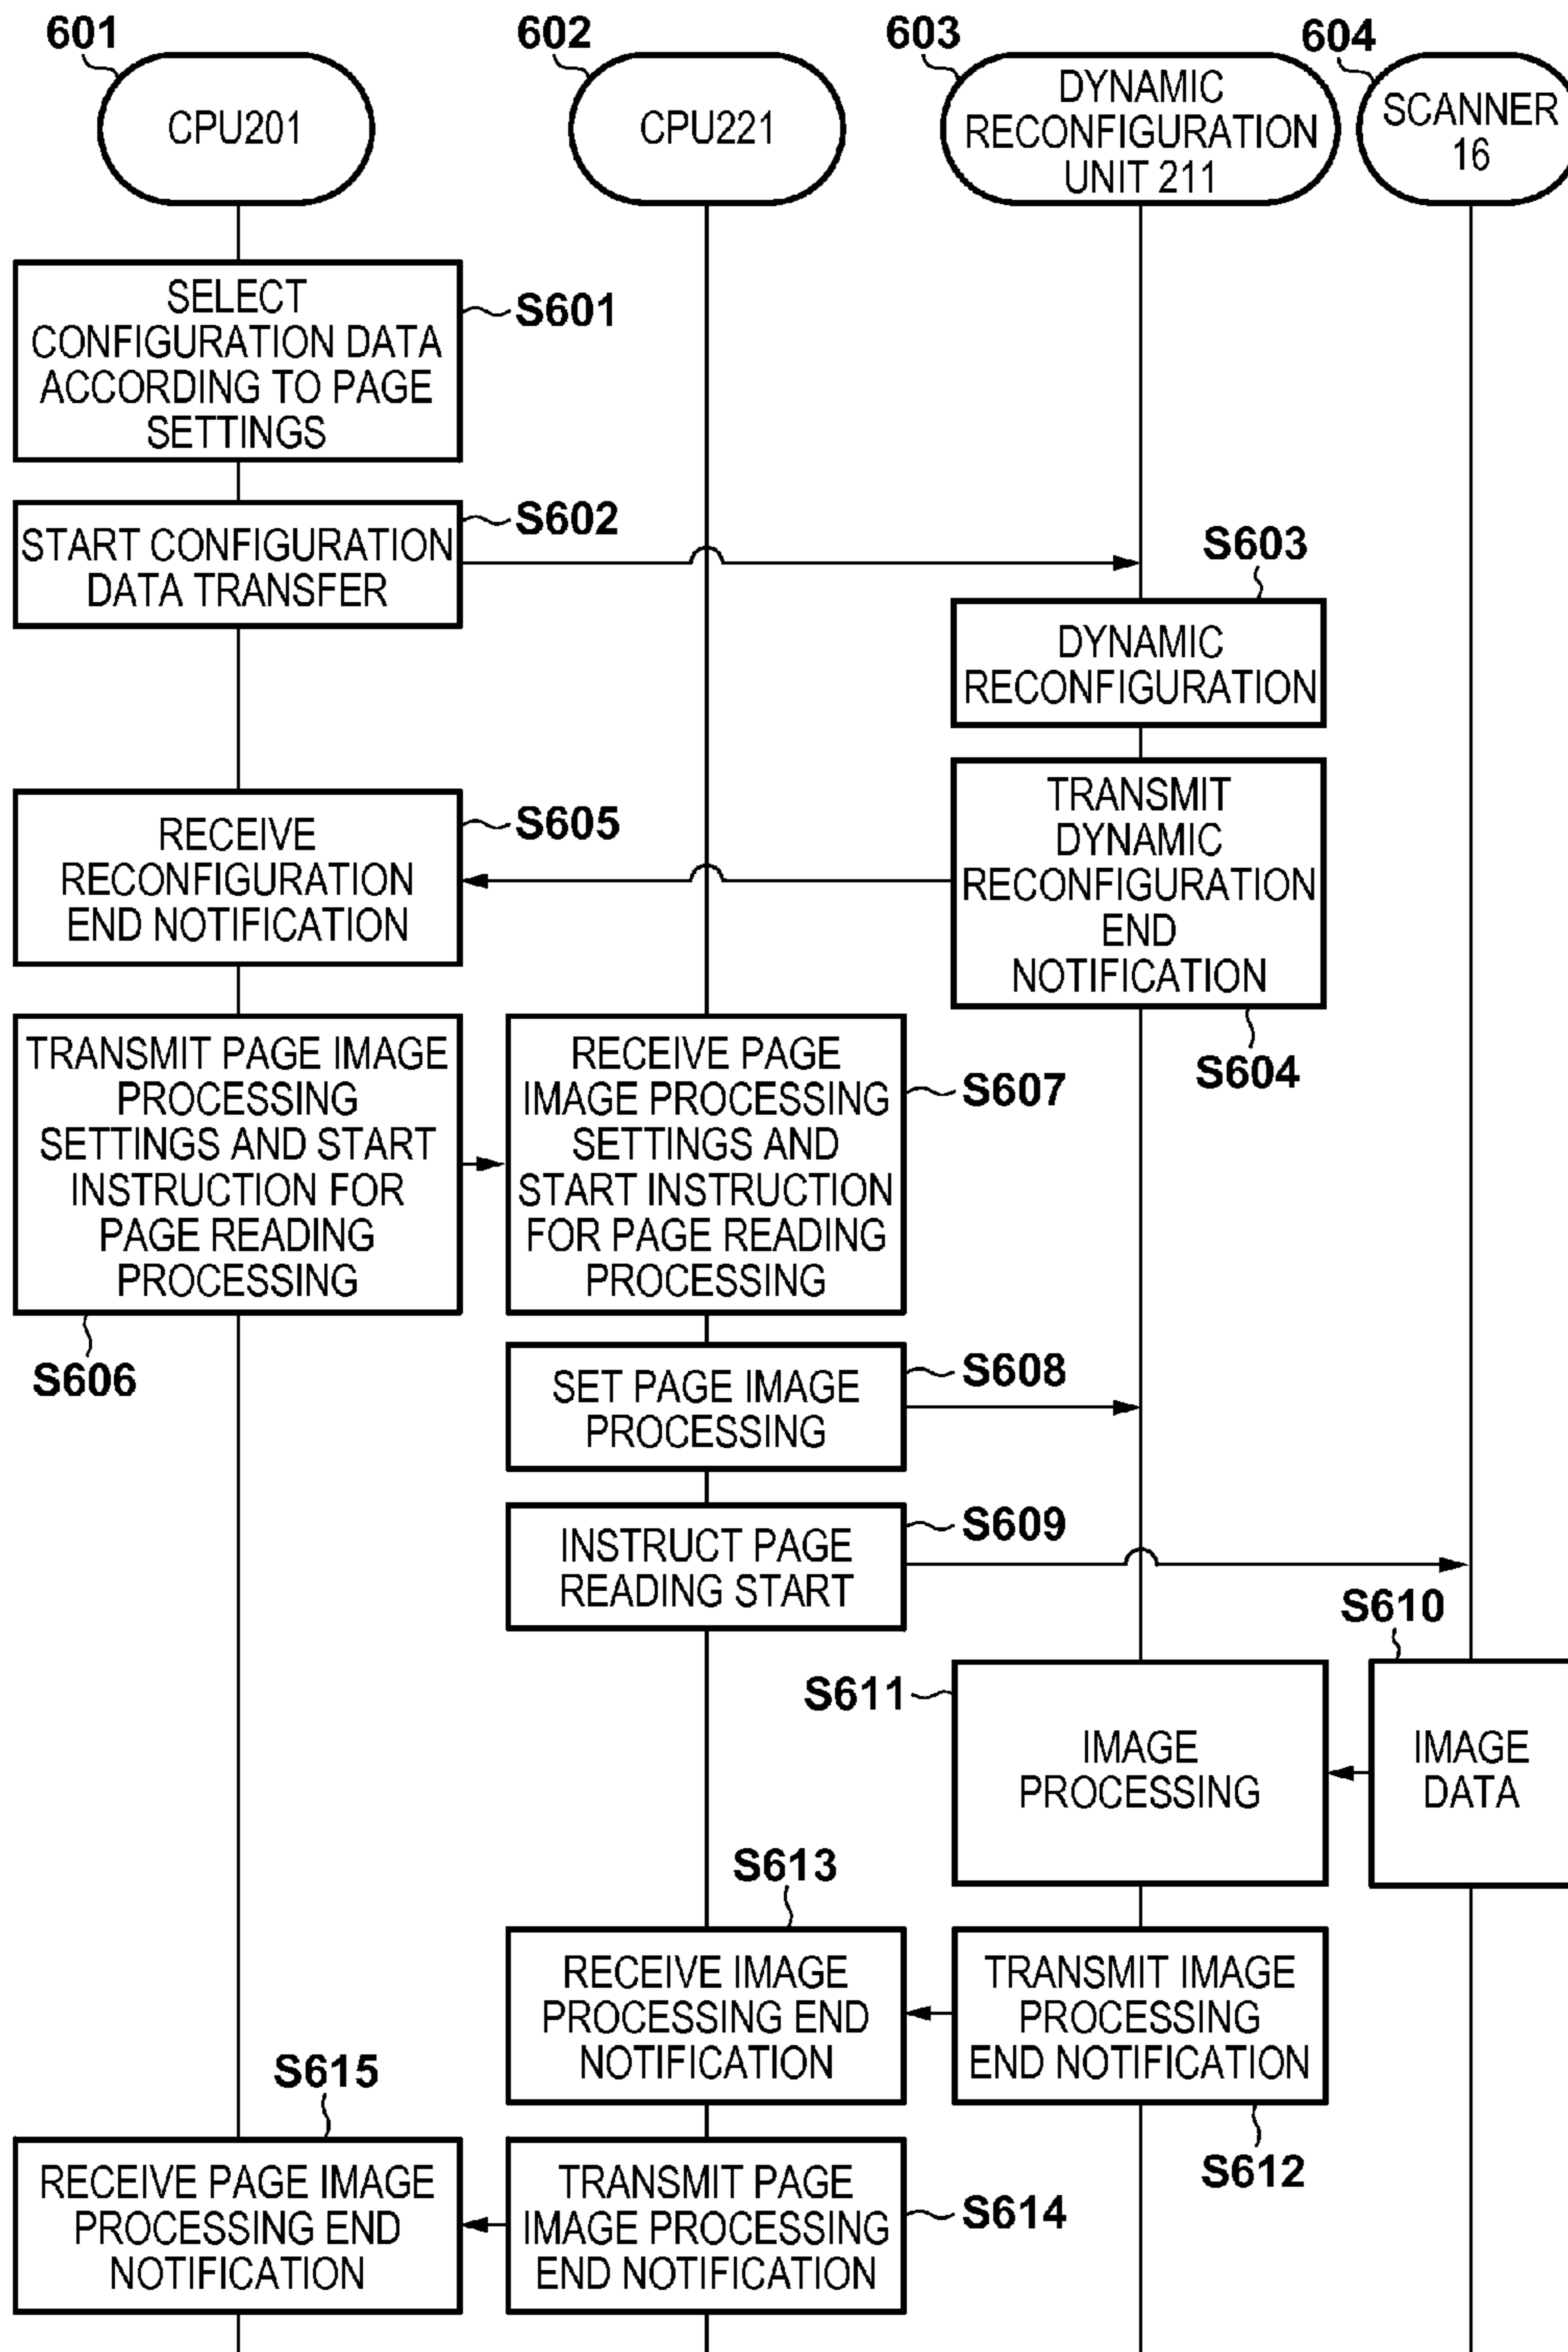 601
602
603
604
CPU201
CPU221
DYNAMIC
RECONFIGURATION
UNIT 211
SCANNER
16
SELECT
CONFIGURATION DATA
ACCORDING TO PAGE
SETTINGS
S601
START CONFIGURATION
DATA TRANSFER
S602
S603
DYNAMIC
RECONFIGURATION
TRANSMIT
DYNAMIC
RECONFIGURATION
END
NOTIFICATION
S604
RECEIVE
RECONFIGURATION
END NOTIFICATION
S605
TRANSMIT PAGE IMAGE
PROCESSING
SETTINGS AND START
INSTRUCTION FOR
PAGE READING
PROCESSING
S606
RECEIVE PAGE
IMAGE PROCESSING
SETTINGS AND
START INSTRUCTION
FOR PAGE READING
PROCESSING
S607
SET PAGE IMAGE
PROCESSING
S608
INSTRUCT PAGE
READING START
S609
S610
IMAGE
DATA
S611
IMAGE
PROCESSING
S613
RECEIVE IMAGE
PROCESSING END
NOTIFICATION
TRANSMIT IMAGE
PROCESSING
END NOTIFICATION
S612
S615
RECEIVE PAGE IMAGE
PROCESSING END
NOTIFICATION
TRANSMIT PAGE
IMAGE PROCESSING
END NOTIFICATION
S614